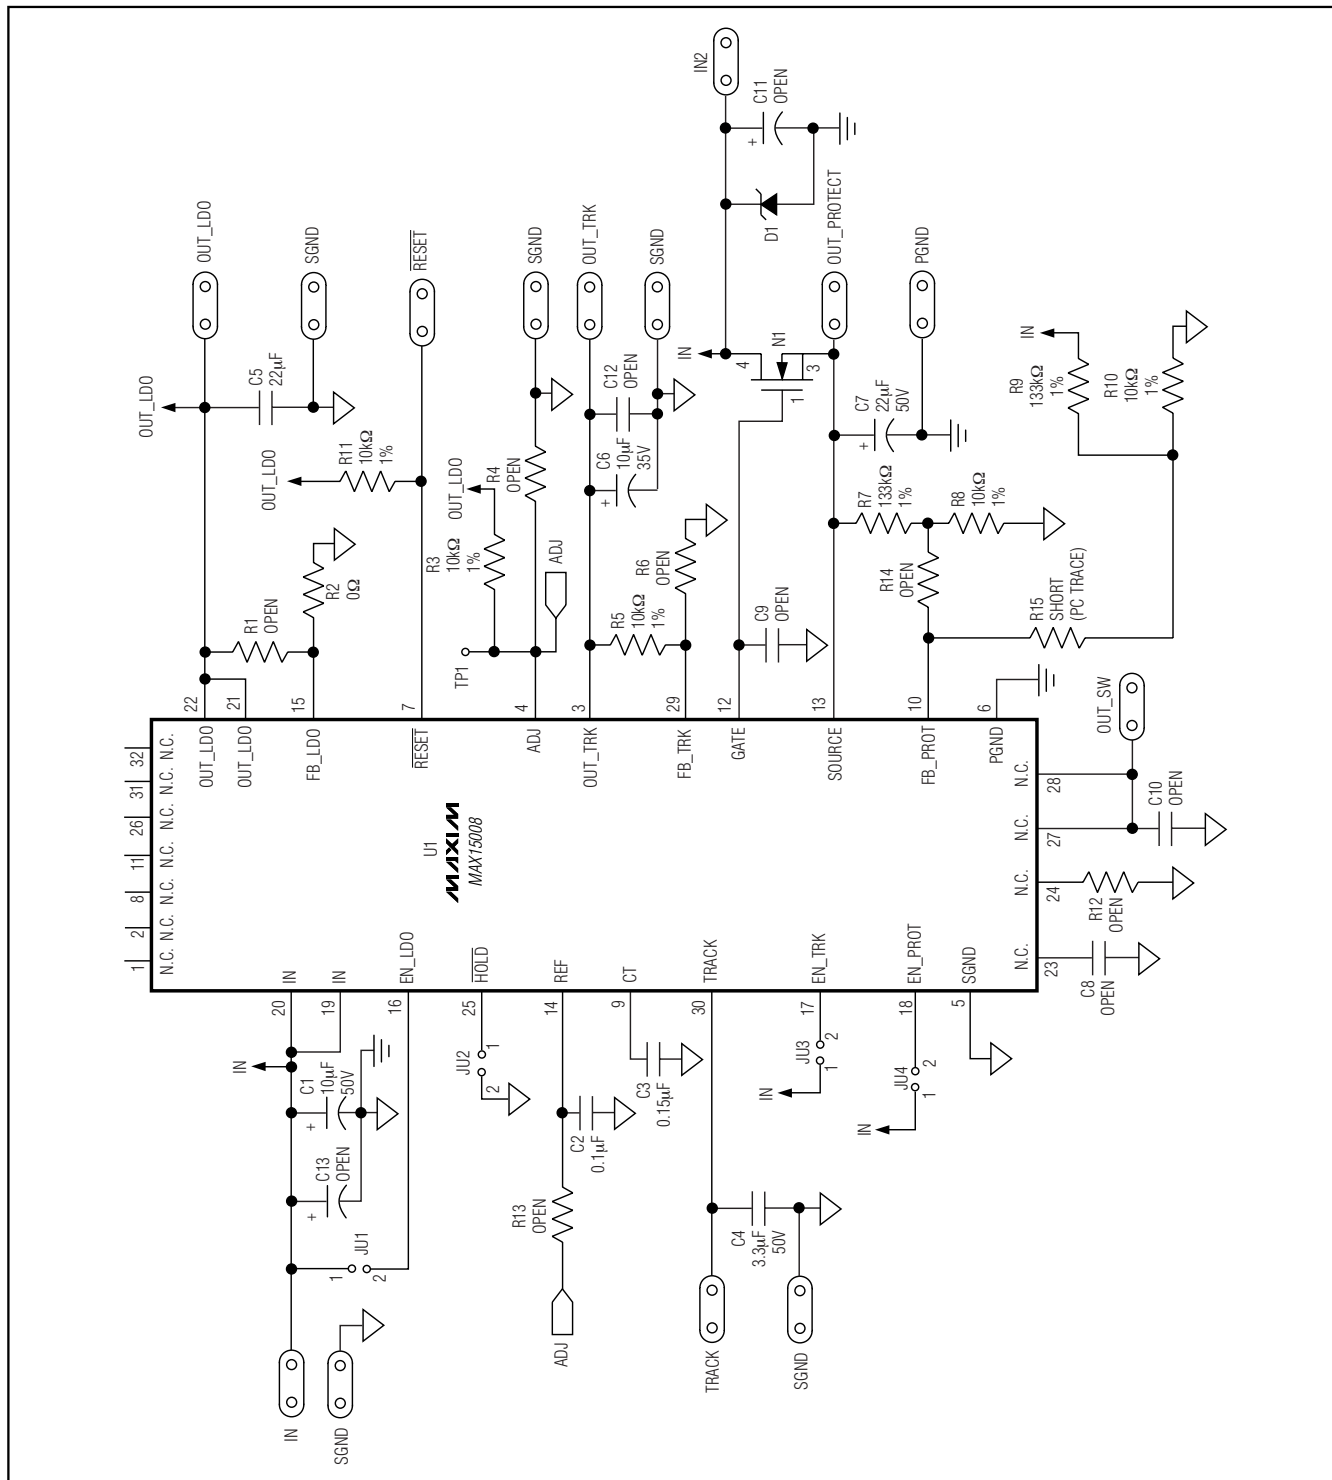 IN2
C11
OPEN
+
D1
OUT_LDO
SGND
RESET
SGND
OUT_TRK
SGND
OUT_PROTECT
PGND
OUT_LDO
C5
22µF
OUT_LDO
R11
10kΩ
1%
R1
OPEN
R2
0Ω
R3
10kΩ
1%
OUT_LDO
R4
OPEN
TP1
ADJ
C12
OPEN
C6
10µF
35V
+
R5
10kΩ
1%
R6
OPEN
IN
4
N1
3
1
C9
OPEN
C7
22µF
50V
+
R7
133kΩ
1%
R8
10kΩ
1%
R14
OPEN
R15
SHORT
(PC TRACE)
IN
R9
133kΩ
1%
R10
10kΩ
1%
22
21
15
7
4
3
29
12
13
10
6
OUT_LDO
OUT_LDO
FB_LDO
RESET
ADJ
OUT_TRK
FB_TRK
GATE
SOURCE
FB_PROT
PGND
1
2
8
11
26
31
32
N.C.
N.C.
N.C.
N.C.
N.C.
N.C.
N.C.
U1
MAXIM
MAX15008
N.C.
N.C.
N.C.
N.C.
23
24
27
28
C8
OPEN
R12
OPEN
C10
OPEN
OUT_SW
IN
IN
EN_LDO
HOLD
REF
CT
TRACK
EN_TRK
EN_PROT
SGND
20
19
16
25
14
9
30
17
18
5
IN
C1
10µF
50V
+
C13
OPEN
+
JU1
1
2
JU2
1
2
R13
OPEN
C2
0.1µF
C3
0.15µF
C4
3.3µF
50V
IN
JU3
1
2
IN
JU4
1
2
IN
SGND
ADJ
TRACK
SGND